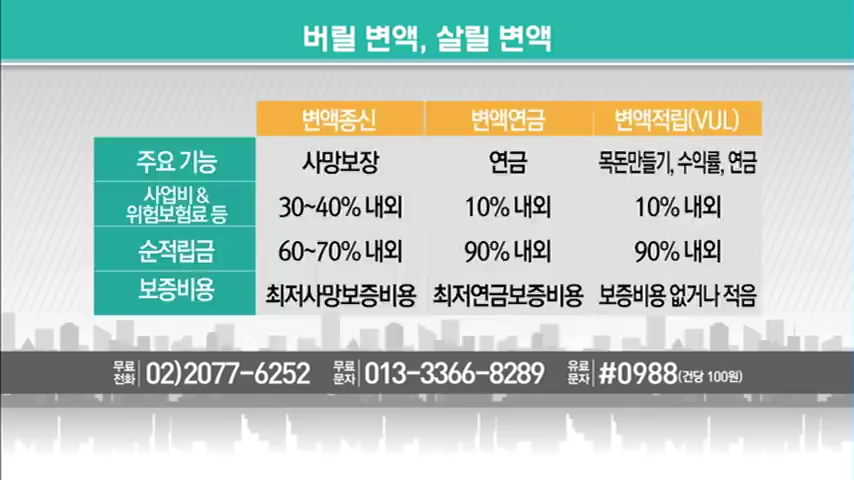 버릴 변액, 살릴 변액
변액종신 변액연금 변액적립(VUL)
주요 기능 사망보장 연금 목돈만들기, 수익률, 연금
사업비 &
위험보험료 등 30~40% 내외 10% 내외 10% 내외
순적립금 60~70% 내외 90% 내외 90% 내외
보증비용 최저사망보증비용 최저연금보증비용 보증비용 없거나 적음
무료
전화 02)2077-6252 무료
문자 013-3366-8289 유료
문자 #0988(건당 100원)